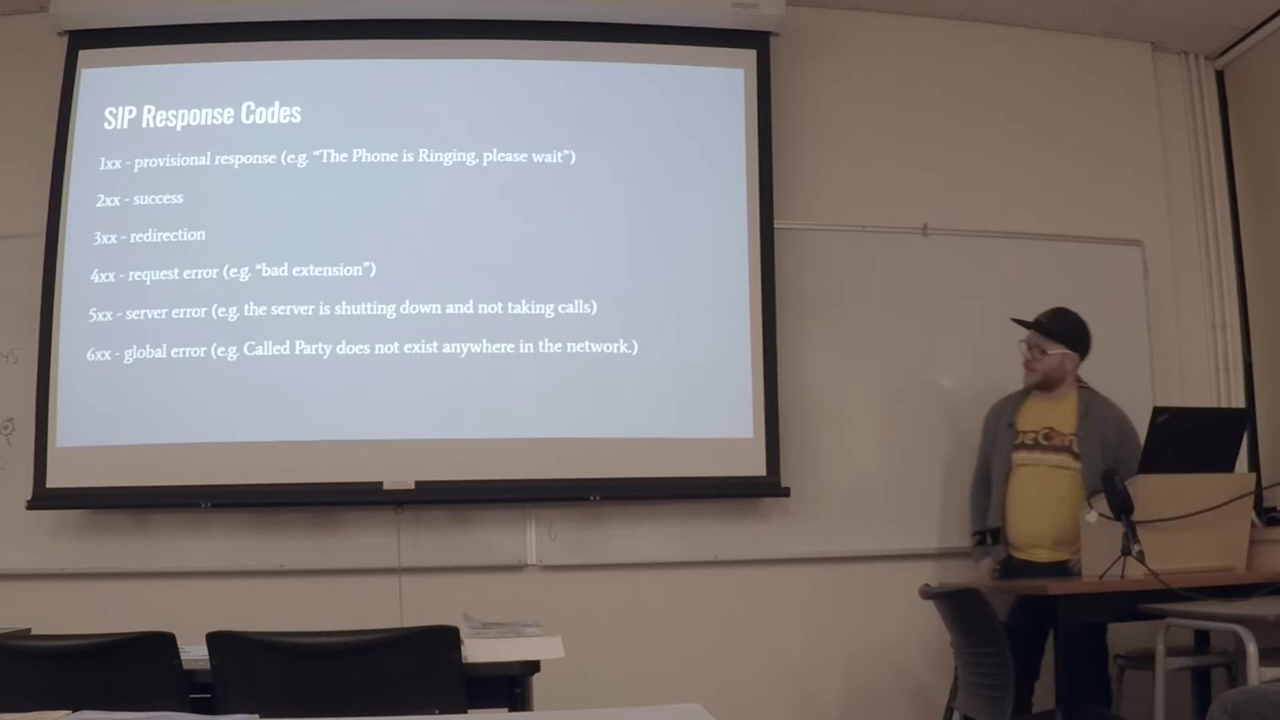 SIP Response Codes
1xx - provisional response (e.g. “The Phone is Ringing, please wait”)
2xx - success
3xx - redirection
4xx - request error (e.g. “bad extension”)
5xx - server error (e.g. the server is shutting down and not taking calls)
6xx - global error (e.g. Called Party does not exist anywhere in the network.)